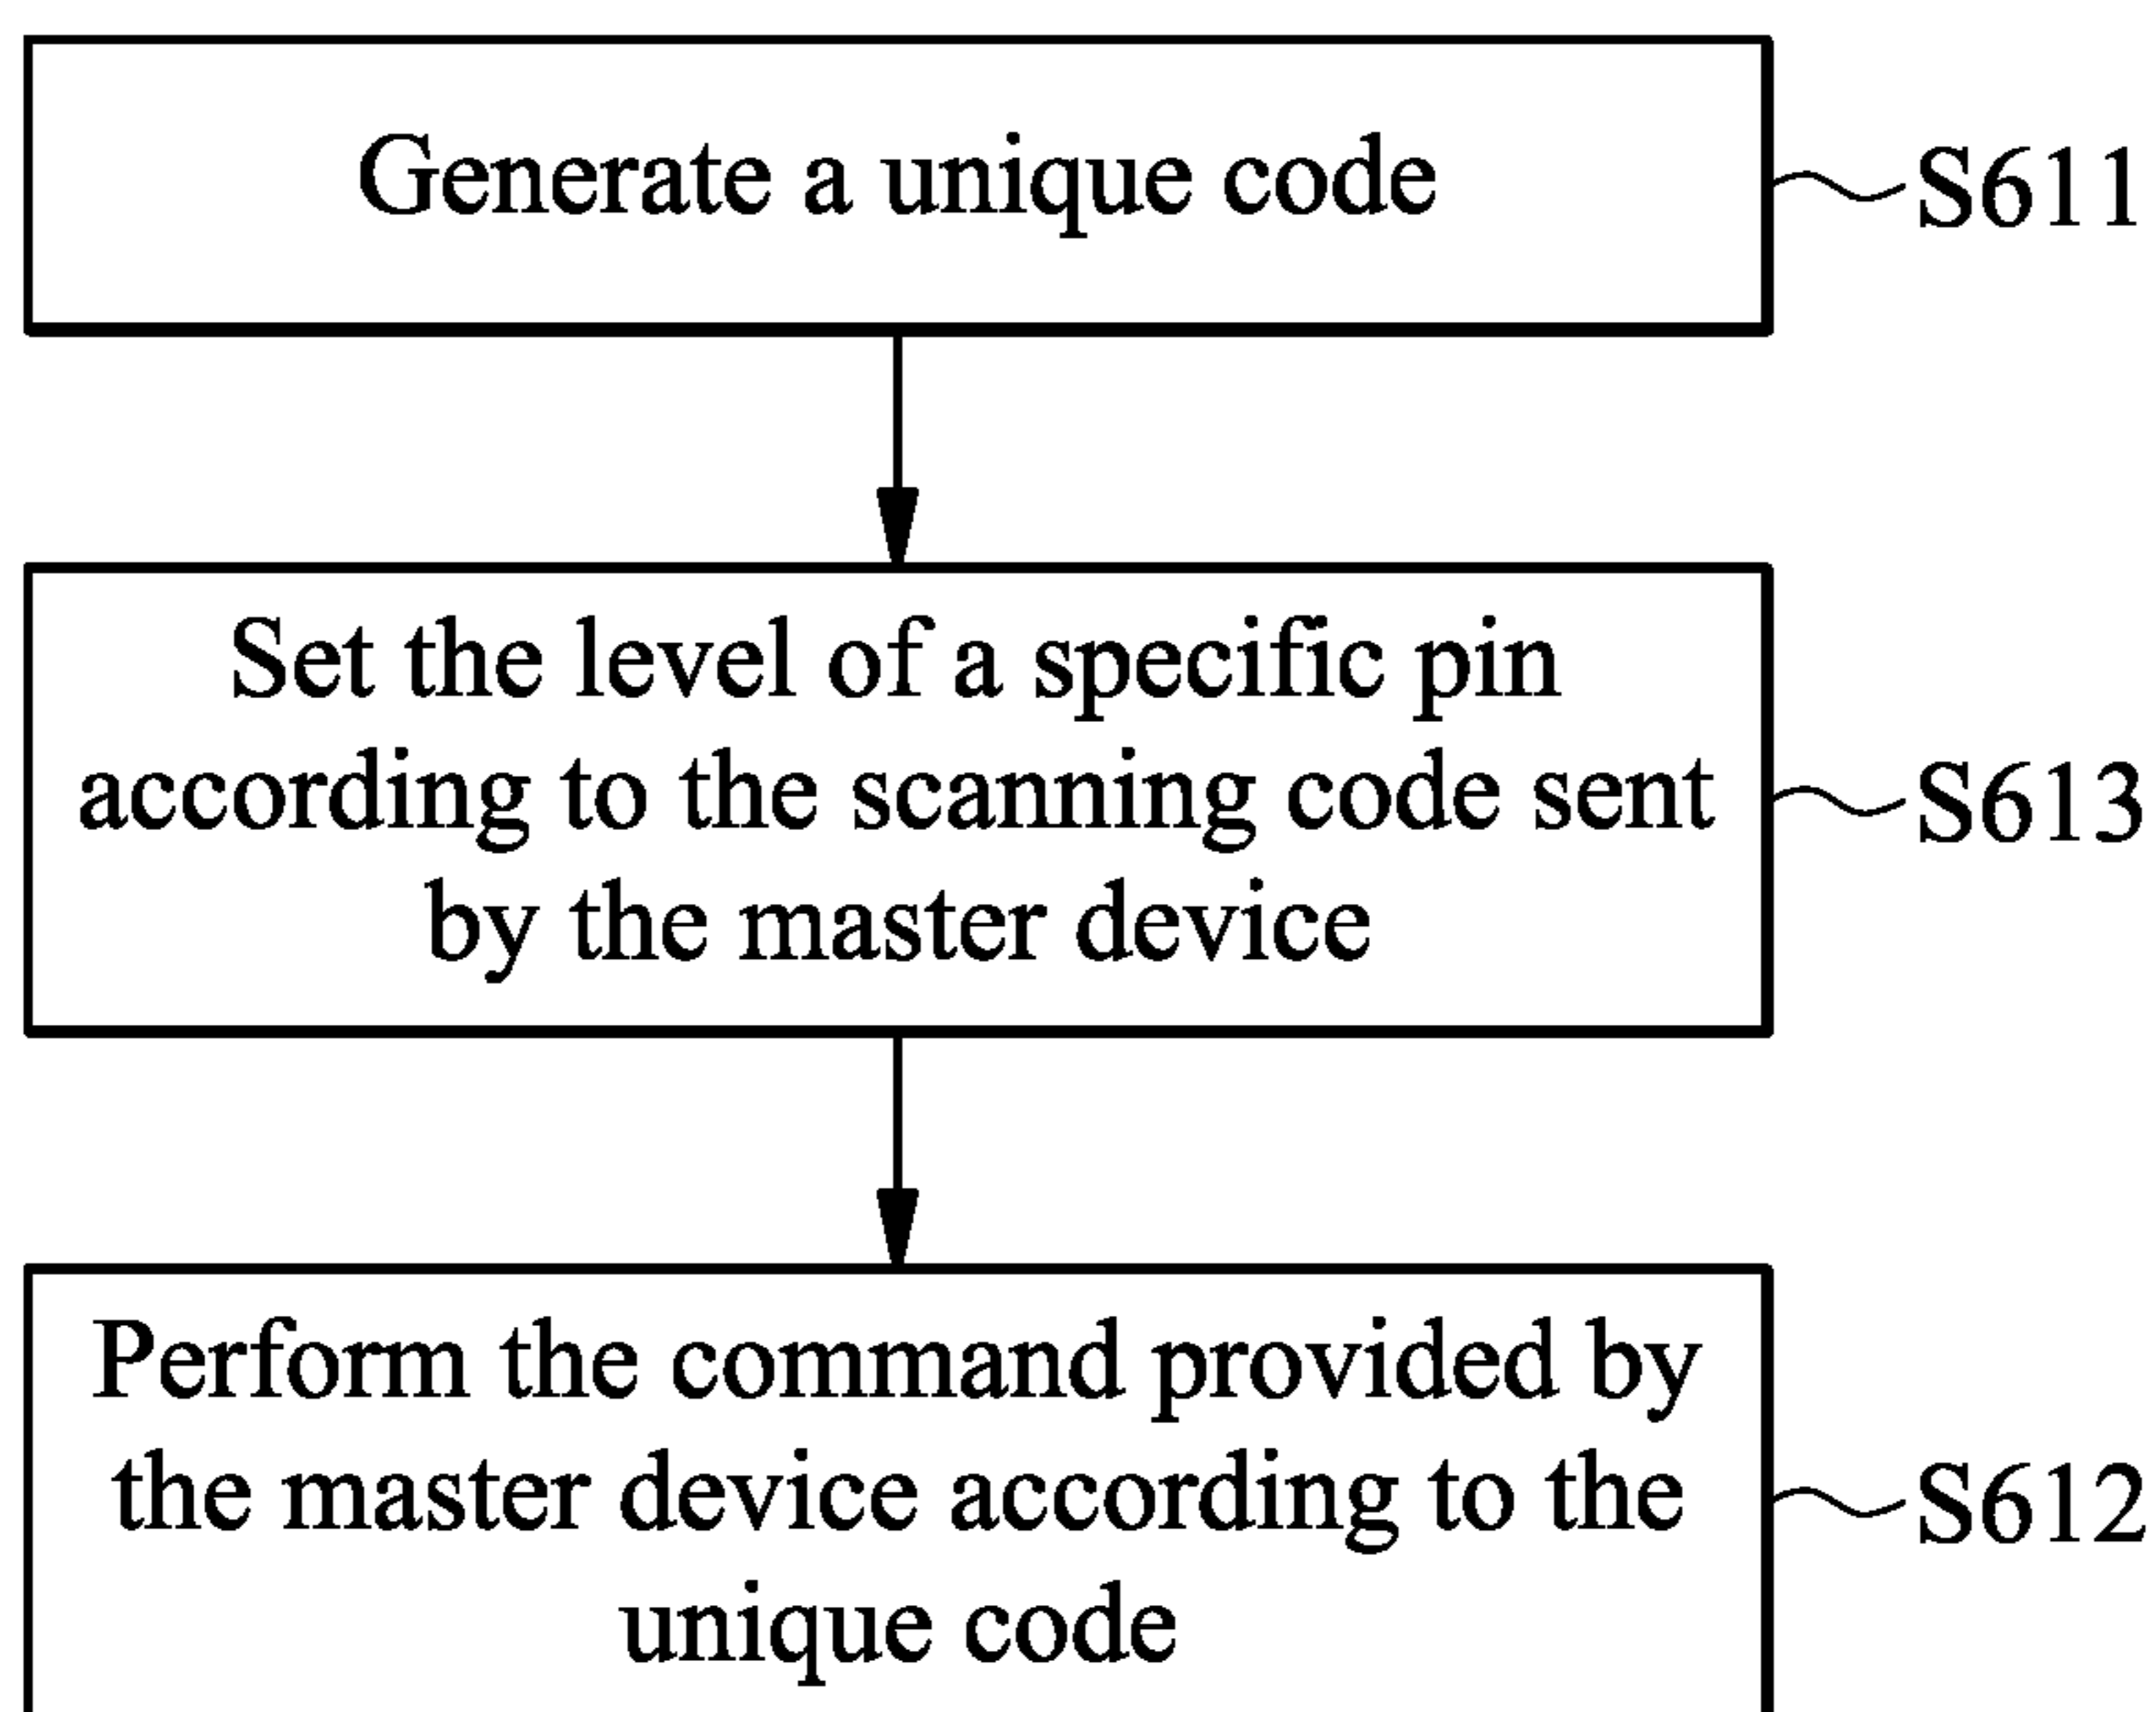 Generate a unique code
S611
Set the level of a specific pin
according to the scanning code sent
by the master device
S613
Perform the command provided by
the master device according to the
unique code
S612